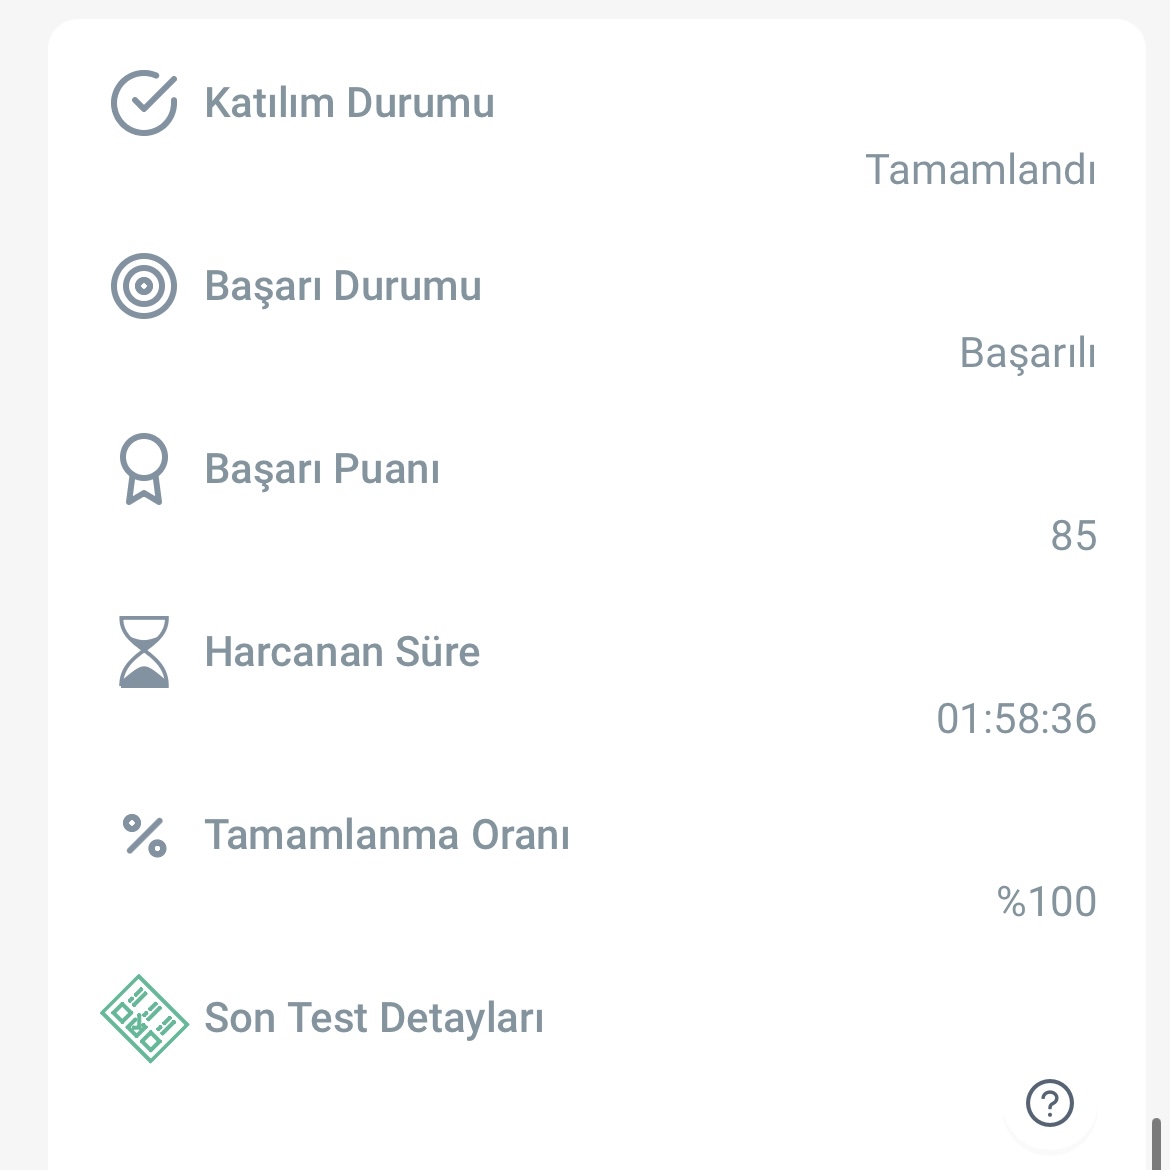 Katılım Durumu
Tamamlandı
Başarı Durumu
Başarılı
Başarı Puanı
85
Harcanan Süre
01:58:36
Tamamlanma Oranı
%100
Son Test Detayları
?